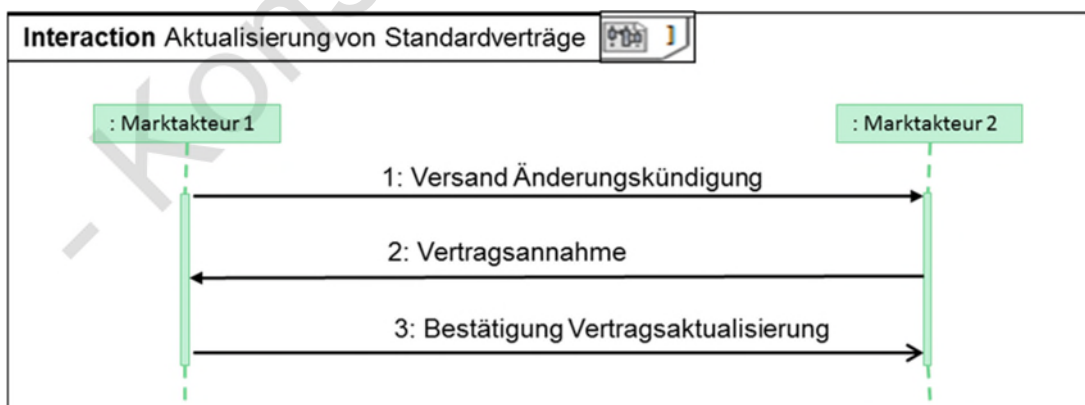 Interaction Aktualisierung von Standardverträge
: Marktakteur 1
: Marktakteur 2
1: Versand Änderungskündigung
2: Vertragsannahme
3: Bestätigung Vertragsaktualisierung